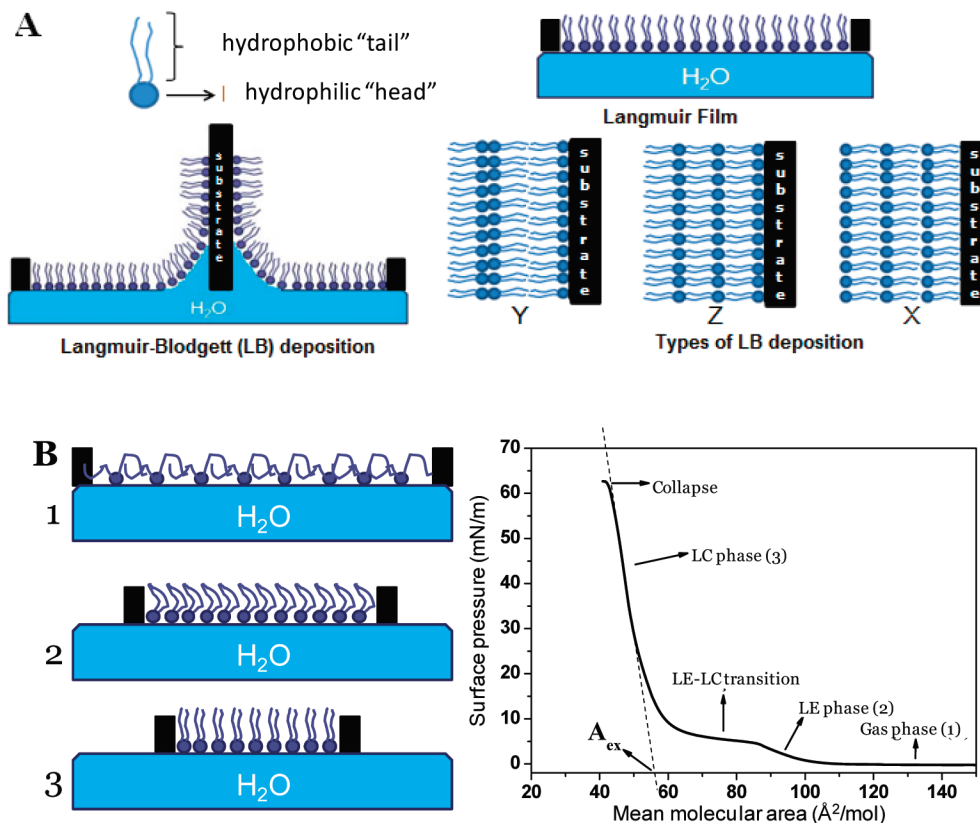 A
hydrophobic “tail”
hydrophilic “head”
H₂O
Langmuir Film
substrate
H₂O
Langmuir-Blodgett (LB) deposition
substrate
substrate
substrate
Y
Z
X
Types of LB deposition
B
1
H₂O
2
H₂O
3
H₂O
Surface pressure (mN/m)
70
60
50
40
30
20
10
0
Collapse
LC phase (3)
LE-LC transition
LE phase (2)
Gas phase (1)
Aex
20
40
60
80
100
120
140
Mean molecular area (Å²/mol)